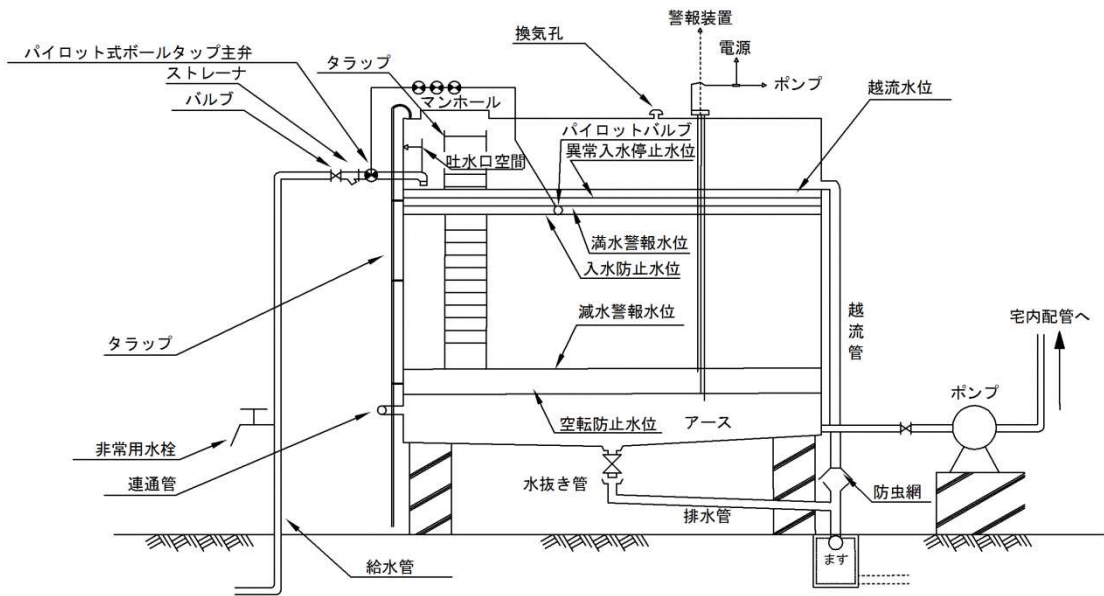 警報装置
換気孔
電源
パイロット式ボールタップ主弁
タラップ
ストレーナ
ポンプ
越流水位
バルブ
マンホール
パイロットバルブ
異常入水停止水位
吐水口空間
満水警報水位
入水防止水位
減水警報水位
越流管
宅内配管へ
タラップ
ポンプ
空転防止水位
アース
非常用水栓
連通管
水抜き管
防虫網
排水管
給水管
ます